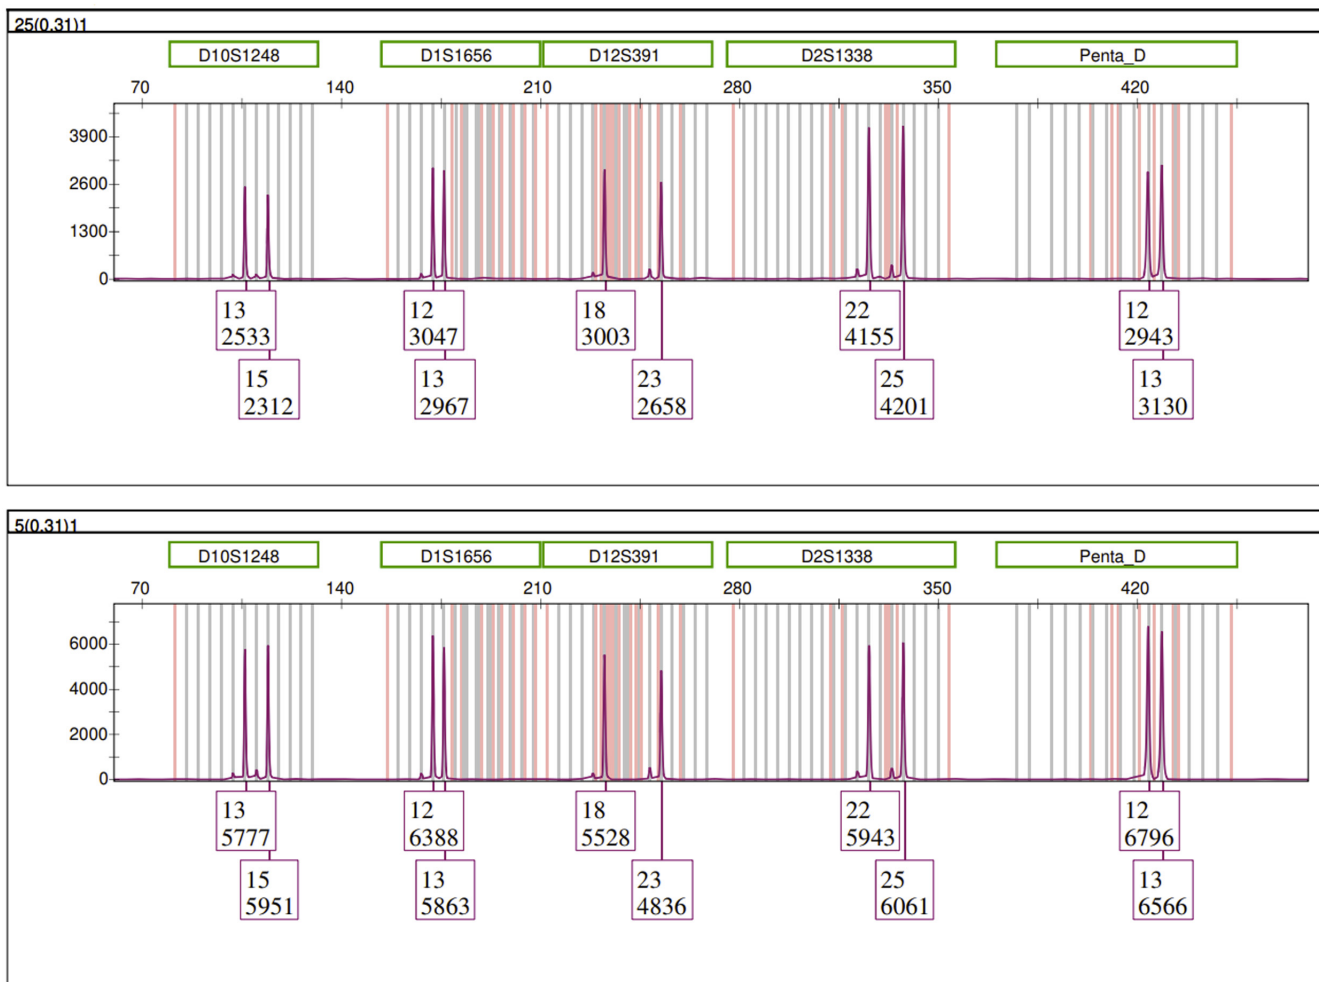 25(0.31)1
D10S1248 D1S1656 D12S391 D2S1338 Penta_D
70 140 210 280 350 420
3900
2600
1300
0
13 12 18 22 12
2533 3047 3003 4155 2943
15 13 23 25 13
2312 2967 2658 4201 3130
5(0.31)1
D10S1248 D1S1656 D12S391 D2S1338 Penta_D
70 140 210 280 350 420
6000
4000
2000
0
13 12 18 22 12
5777 6388 5528 5943 6796
15 13 23 25 13
5951 5863 4836 6061 6566